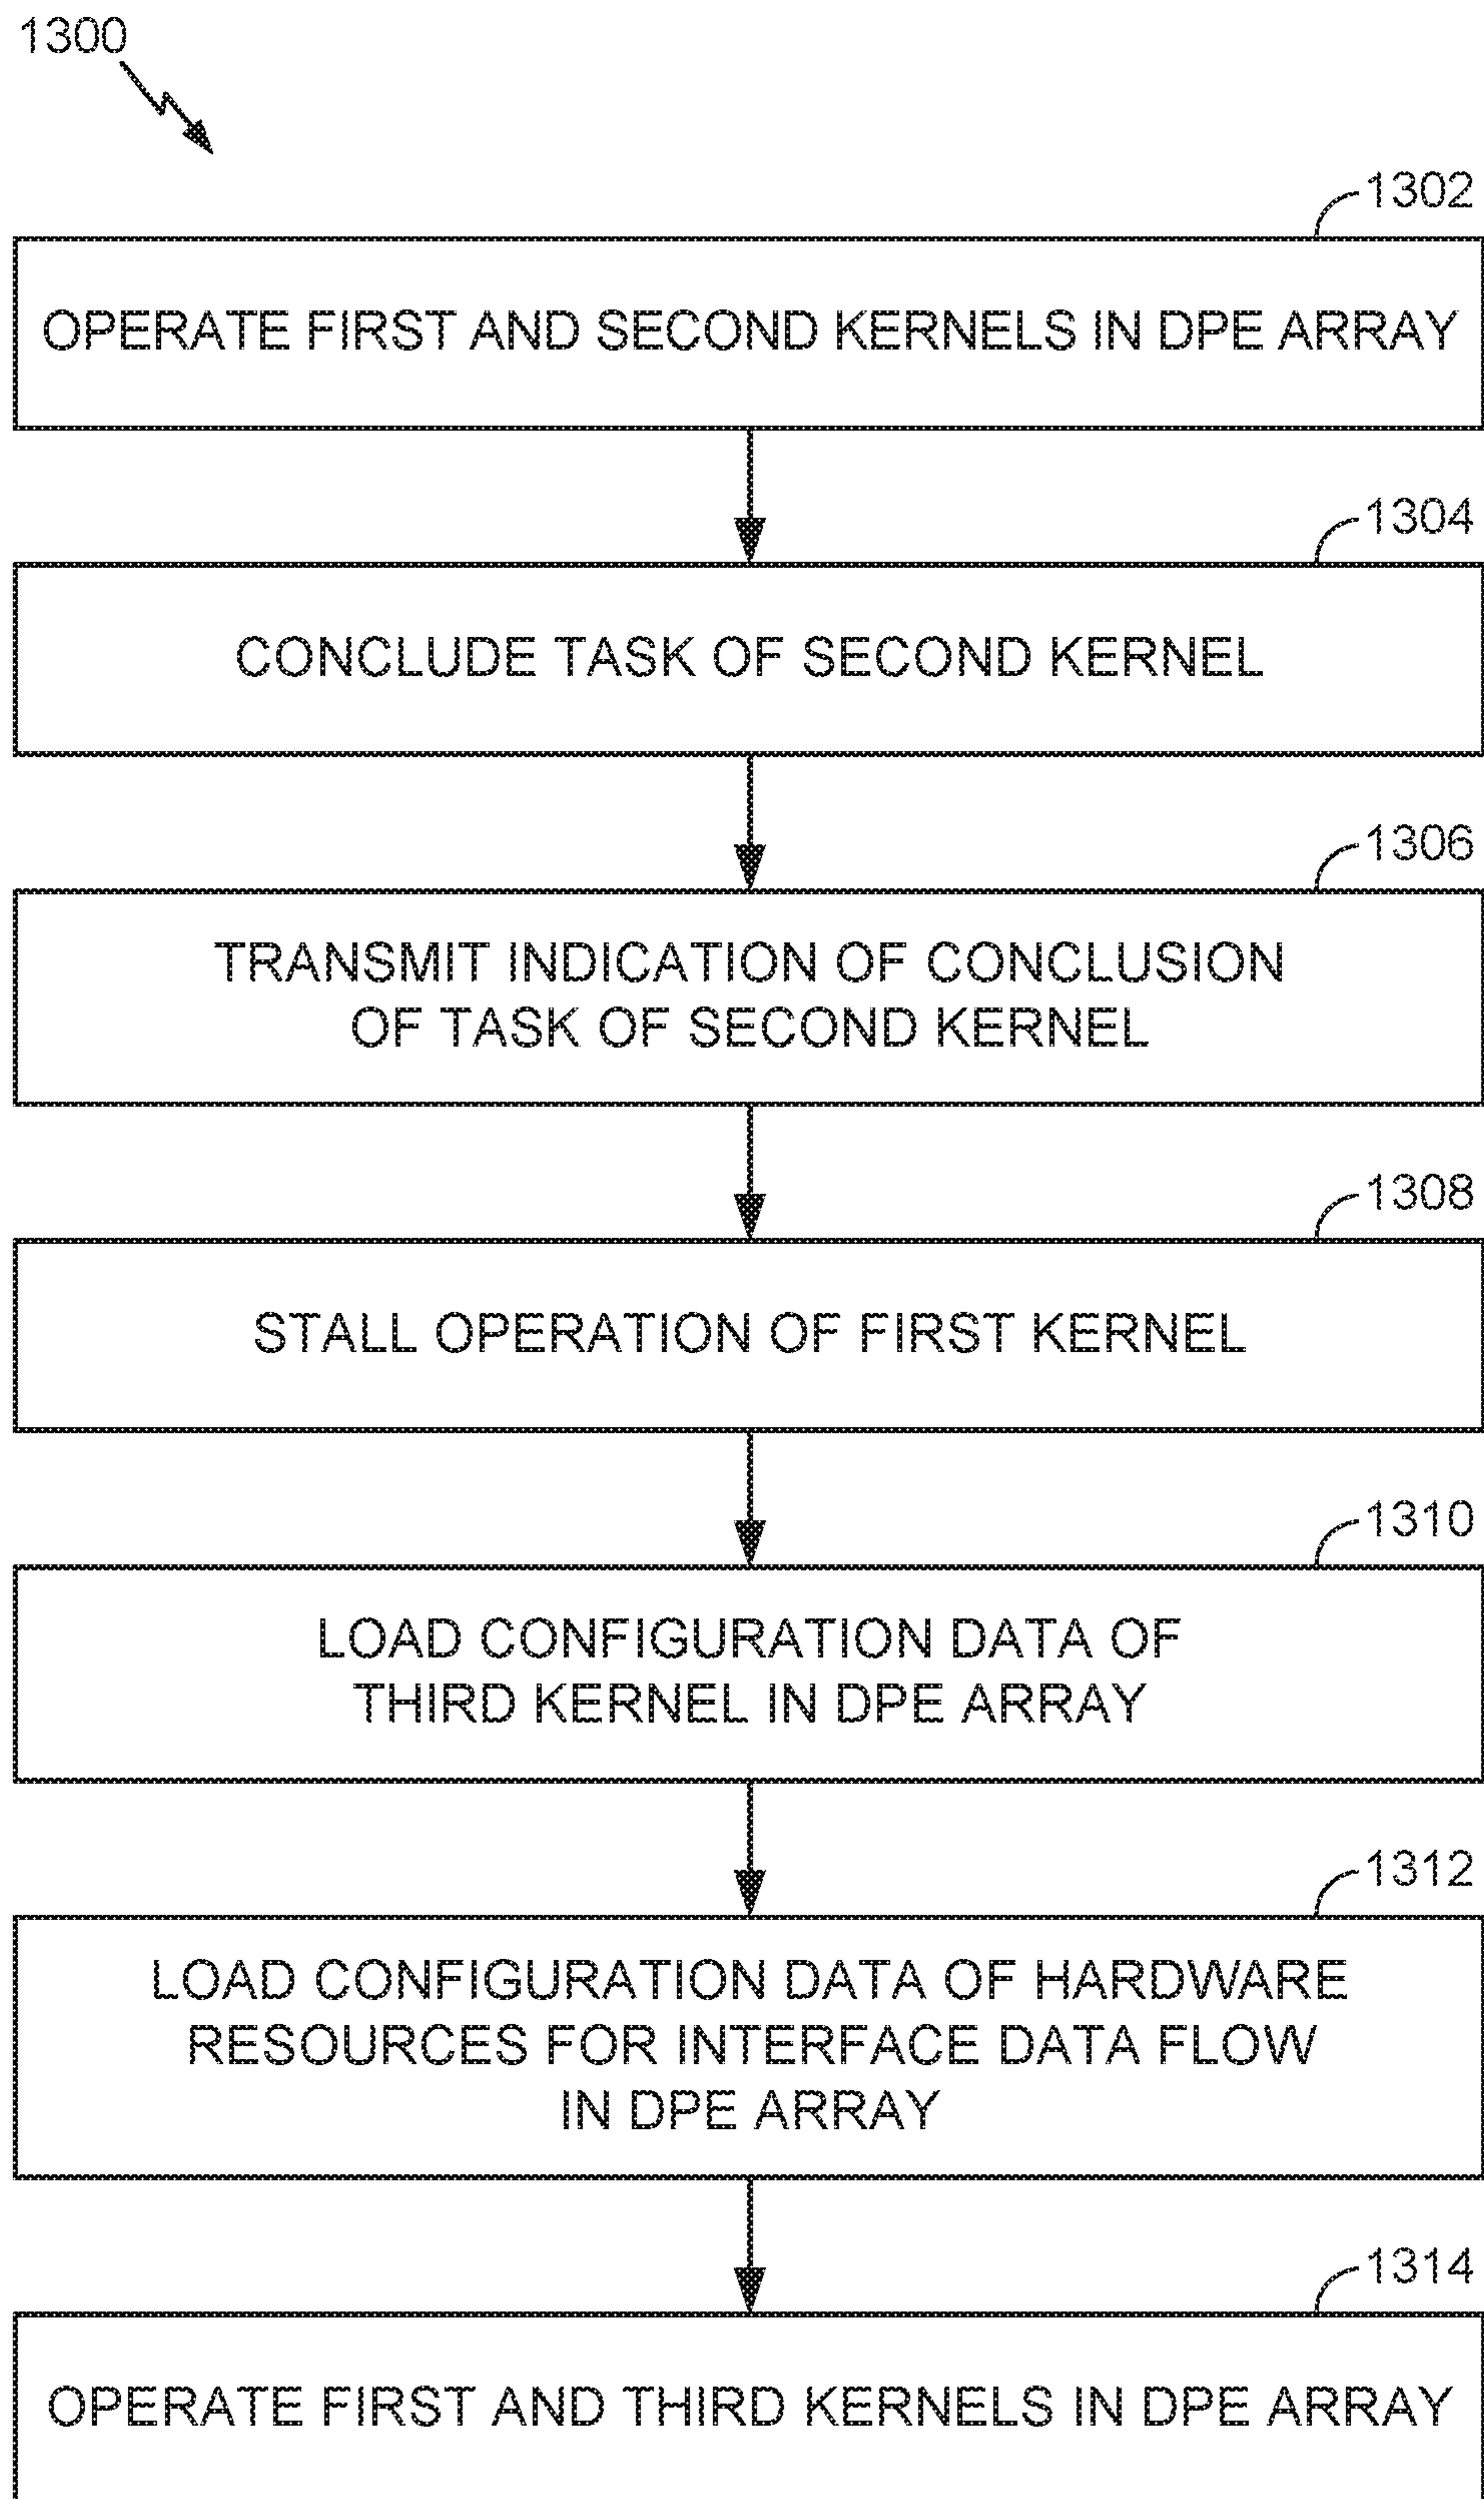 1300
1302
OPERATE FIRST AND SECOND KERNELS IN DPE ARRAY
1304
CONCLUDE TASK OF SECOND KERNEL
1306
TRANSMIT INDICATION OF CONCLUSION
OF TASK OF SECOND KERNEL
1308
STALL OPERATION OF FIRST KERNEL
1310
LOAD CONFIGURATION DATA OF
THIRD KERNEL IN DPE ARRAY
1312
LOAD CONFIGURATION DATA OF HARDWARE
RESOURCES FOR INTERFACE DATA FLOW
IN DPE ARRAY
1314
OPERATE FIRST AND THIRD KERNELS IN DPE ARRAY